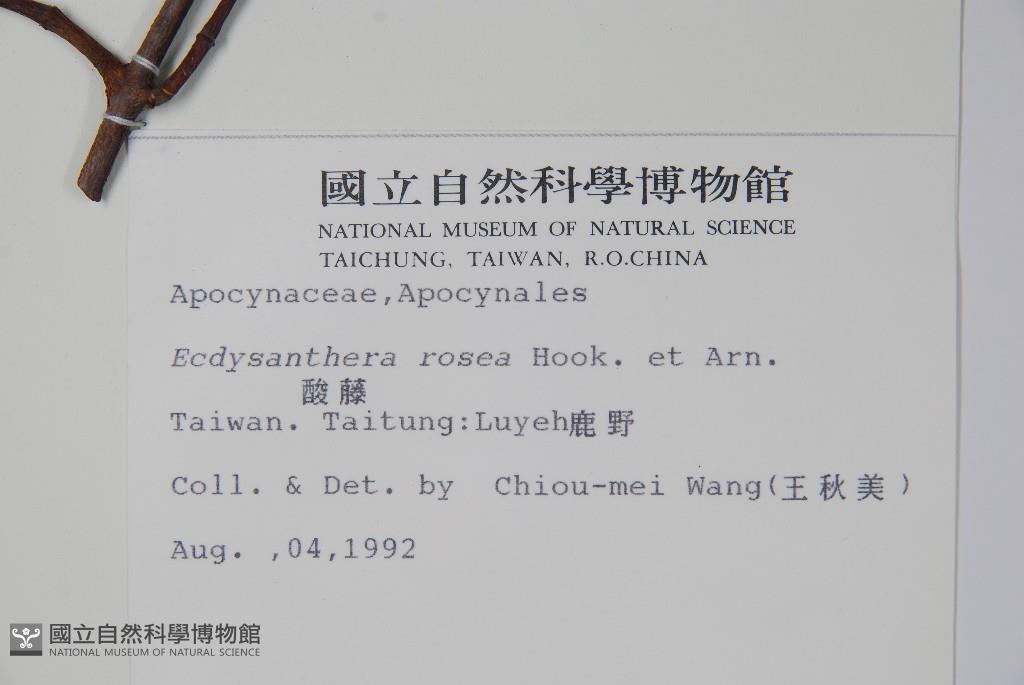 國立自然科學博物館
NATIONAL MUSEUM OF NATURAL SCIENCE
TAICHUNG, TAIWAN, R.O.CHINA
Apocynaceae,Apocynales
Ecdysanthera rosea Hook. et Arn.
酸藤
Taiwan. Taitung:Luyeh鹿野
Coll. & Det. by Chiou-mei Wang(王秋美)
Aug. ,04,1992
國立自然科學博物館
NATIONAL MUSEUM OF NATURAL SCIENCE